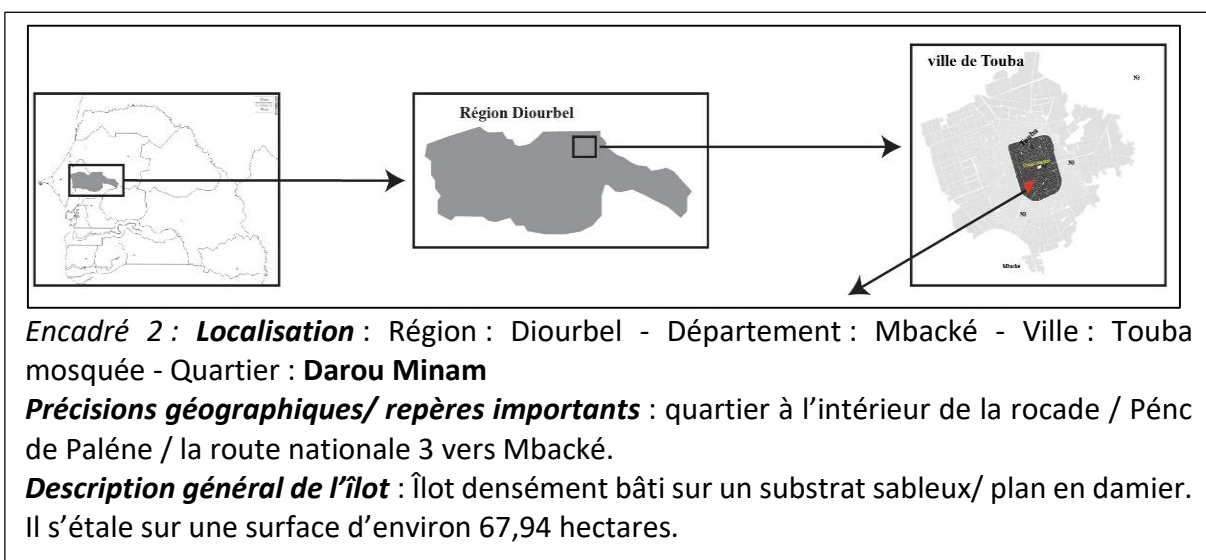 ville de Touba
N3
Région Diourbel
Touba
N3
N3
Mbacké
Encadré 2 : Localisation : Région : Diourbel - Département : Mbacké - Ville : Touba
mosquée - Quartier : Darou Minam
Précisions géographiques/ repères importants : quartier à l’intérieur de la rocade / Pénc
de Paléne / la route nationale 3 vers Mbacké.
Description général de l’îlot : Îlot densément bâti sur un substrat sableux/ plan en damier.
Il s’étale sur une surface d’environ 67,94 hectares.